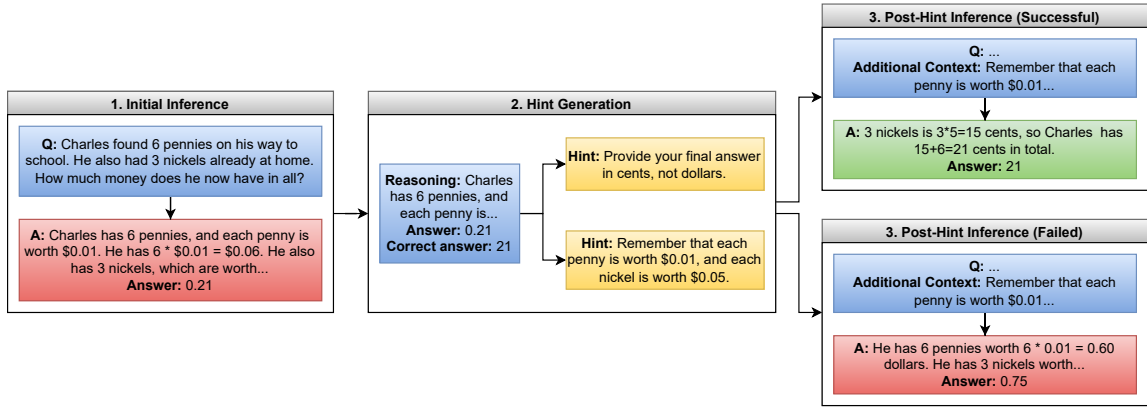 1. Initial Inference
Q: Charles found 6 pennies on his way to
school. He also had 3 nickels already at home.
How much money does he now have in all?
A: Charles has 6 pennies, and each penny is
worth $0.01. He has 6 * $0.01 = $0.06. He also
has 3 nickels, which are worth...
Answer: 0.21
2. Hint Generation
Reasoning: Charles
has 6 pennies, and
each penny is...
Answer: 0.21
Correct answer: 21
Hint: Provide your final answer
in cents, not dollars.
Hint: Remember that each
penny is worth $0.01, and each
nickel is worth $0.05.
3. Post-Hint Inference (Successful)
Q: ...
Additional Context: Remember that each
penny is worth $0.01...
A: 3 nickels is 3*5=15 cents, so Charles has
15+6=21 cents in total.
Answer: 21
3. Post-Hint Inference (Failed)
Q: ...
Additional Context: Remember that each
penny is worth $0.01...
A: He has 6 pennies worth 6 * 0.01 = 0.60
dollars. He has 3 nickels worth...
Answer: 0.75